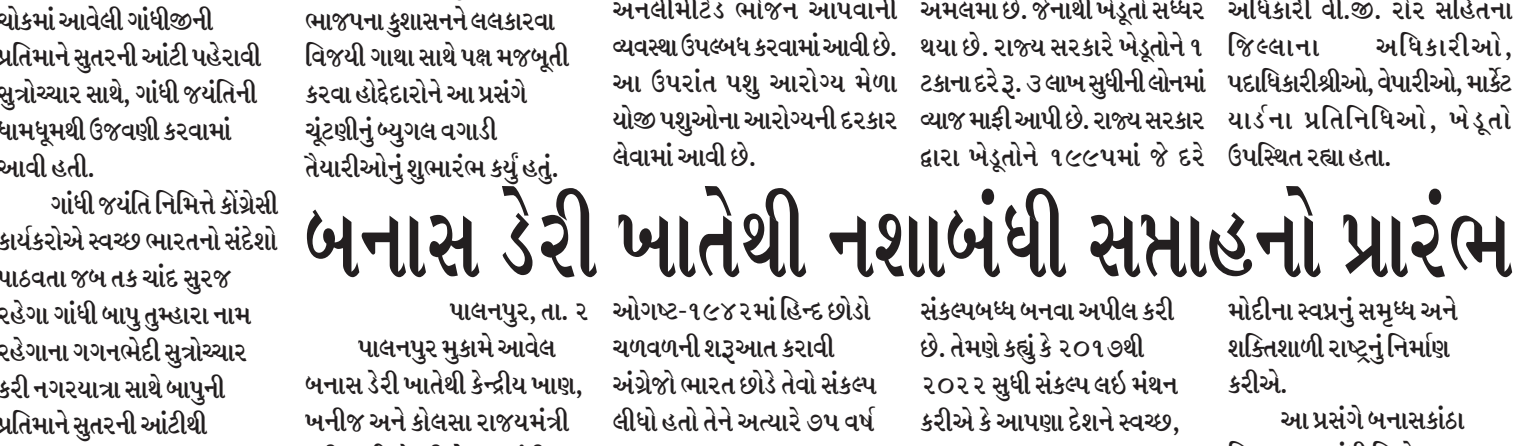 ચોકમાં આવેલી ગાંધીજીની
પ્રતિમાને સુતરની આંટી પહેરાવી
સુત્રોચ્ચાર સાથે, ગાંધી જયંતિની
ધામધૂમથી ઉજવણી કરવામાં
આવી હતી.
ગાંધી જયંતિ નિમિત્તે કોંગ્રેસી
કાર્યકરોએ સ્વચ્છ ભારતનો સંદેશો
પાઠવતા જબ તક ચાંદ સુરજ
રહેગા ગાંધી બાપુ તુમ્હારા નામ
રહેગાના ગગનભેદી સુત્રોચ્ચાર
કરી નગરયાત્રા સાથે બાપુની
પ્રતિમાને સુતરની આંટીથી
ભાજપના કુશાસનને લલકારવા
વિજયી ગાથા સાથે પક્ષ મજબૂતી
કરવા હોદ્દેદારોને આ પ્રસંગે
ચૂંટણીનું બ્યુગલ વગાડી
તૈયારીઓનું શુભારંભ કર્યું હતું.
અનલીમીટેડ ભોજન આપવાની
વ્યવસ્થા ઉપલબ્ધ કરવામાં આવી છે.
આ ઉપરાંત પશુ આરોગ્ય મેળા
યોજી પશુઓના આરોગ્યની દરકાર
લેવામાં આવી છે.
અમલમાં છે. જેનાથી ખેડૂતો સધ્ધર
થયા છે. રાજ્ય સરકારે ખેડૂતોને ૧
ટકાના દરે રૂ. ૩ લાખ સુધીની લોનમાં
વ્યાજ માફી આપી છે. રાજ્ય સરકાર
દ્વારા ખેડૂતોને ૧૯૯૫માં જે દરે
અધિકારી વી.જી. રોર સહિતના
જિલ્લાના અધિકારીઓ,
પદાધિકારીશ્રીઓ, વેપારીઓ, માર્કેટ
યાર્ડના પ્રતિનિધિઓ, ખેડૂતો
ઉપસ્થિત રહ્યા હતા.
બનાસ ડેરી ખાતેથી નશાબંધી સપ્તાહનો પ્રારંભ
પાલનપુર, તા. ૨
પાલનપુર મુકામે આવેલ
બનાસ ડેરી ખાતેથી કેન્દ્રીય ખાણ,
ખનીજ અને કોલસા રાજયમંત્રી
ઓગષ્ટ-૧૯૪૨માં હિન્દ છોડો
ચળવળની શરૂઆત કરાવી
અંગ્રેજો ભારત છોડે તેવો સંકલ્પ
લીધો હતો તેને અત્યારે ૭૫ વર્ષ
સંકલ્પબધ્ધ બનવા અપીલ કરી
છે. તેમણે કહ્યું કે ૨૦૧૭થી
૨૦૨૨ સુધી સંકલ્પ લઇ મંથન
કરીએ કે આપણા દેશને સ્વચ્છ,
મોદીના સ્વપ્રનું સમૃધ્ધ અને
શક્તિશાળી રાષ્ટ્રનું નિર્માણ
કરીએ.
આ પ્રસંગે બનાસકાંઠા